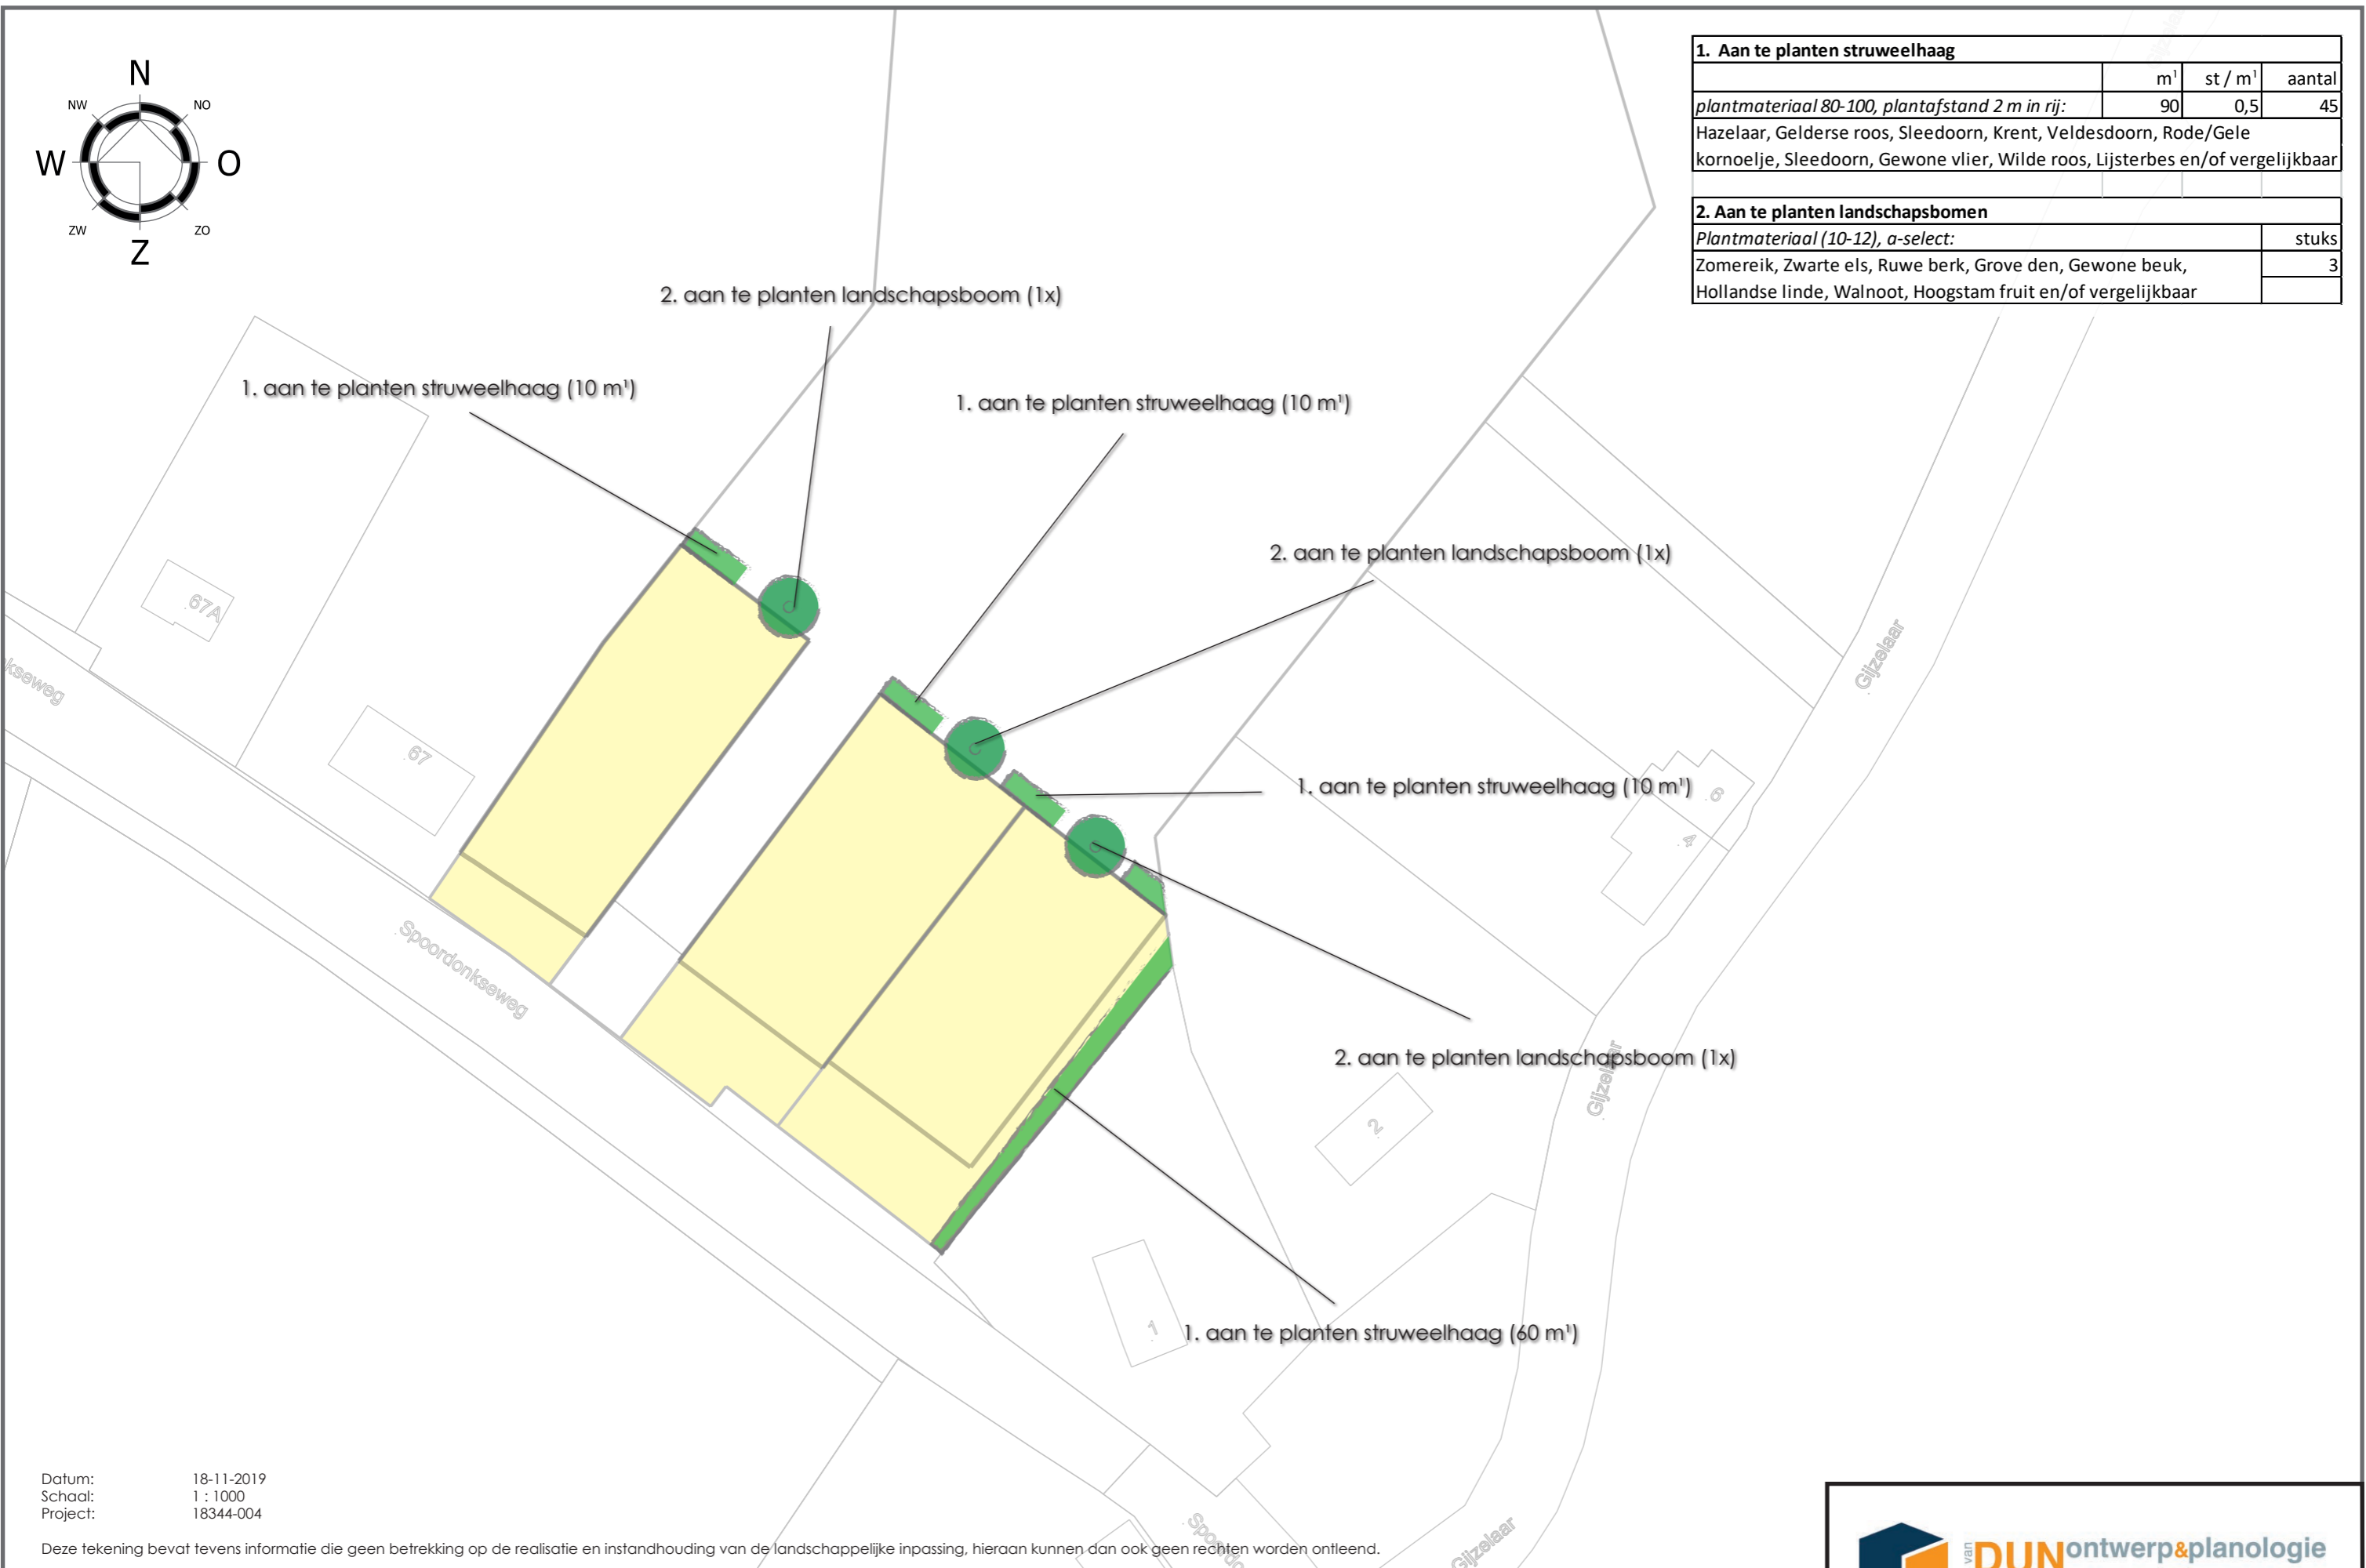 N
NW
NO
W
O
ZW
ZO
Z
1. Aan te planten struweelhaag
m¹ st / m¹ aantal
plantmateriaal 80-100, plantafstand 2 m in rij: 90 0,5 45
Hazelaar, Gelderse roos, Sleedoorn, Krent, Veldesdoorn, Rode/Gele
kornoelje, Sleedoorn, Gewone vlier, Wilde roos, Lijsterbes en/of vergelijkbaar
2. Aan te planten landschapsbomen
Plantmateriaal (10-12), a-select: stuks
Zomereik, Zwarte els, Ruwe berk, Grove den, Gewone beuk, 3
Hollandse linde, Walnoot, Hoogstam fruit en/of vergelijkbaar
2. aan te planten landschapsboom (1x)
1. aan te planten struweelhaag (10 m¹)
1. aan te planten struweelhaag (10 m¹)
2. aan te planten landschapsboom (1x)
67A
Gijzelaar
kseweg
67
1. aan te planten struweelhaag (10 m¹)
6
4
Spoordonkseweg
2. aan te planten landschapsboom (1x)
Gijzelaar
2
1
1. aan te planten struweelhaag (60 m¹)
Datum: 18-11-2019
Schaal: 1 : 1000
Project: 18344-004
Spoordo
Gijzelaar
Deze tekening bevat tevens informatie die geen betrekking op de realisatie en instandhouding van de landschappelijke inpassing, hieraan kunnen dan ook geen rechten worden ontleend.
van DUN ontwerp&planologie